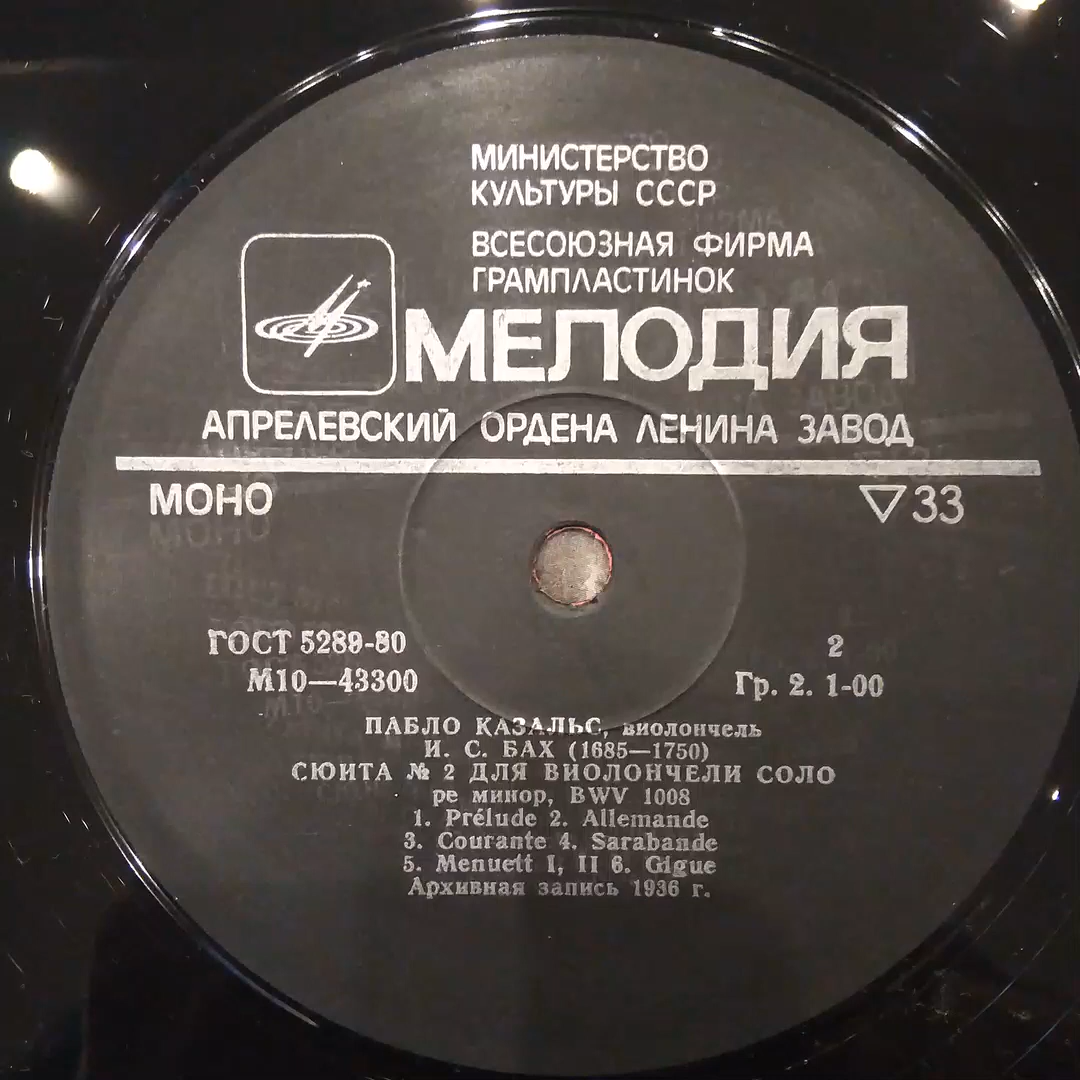 МИНИСТЕРСТВО
КУЛЬТУРЫ СССР
ВСЕСОЮЗНАЯ ФИРМА
ГРАМПЛАСТИНОК
МЕЛОДИЯ
АПРЕЛЕВСКИЙ ОРДЕНА ЛЕНИНА ЗАВОД
МОНО ▽33
ГОСТ 5289-80 2
М10—43300 Гр. 2. 1-00
ПАБЛО КАЗАЛЬС, виолончель
И. С. БАХ (1685—1750)
СЮИТА № 2 ДЛЯ ВИОЛОНЧЕЛИ СОЛО
ре минор, BWV 1008
1. Prélude 2. Allemande
3. Courante 4. Sarabande
5. Menuett I, II 6. Gigue
Архивная запись 1936 г.